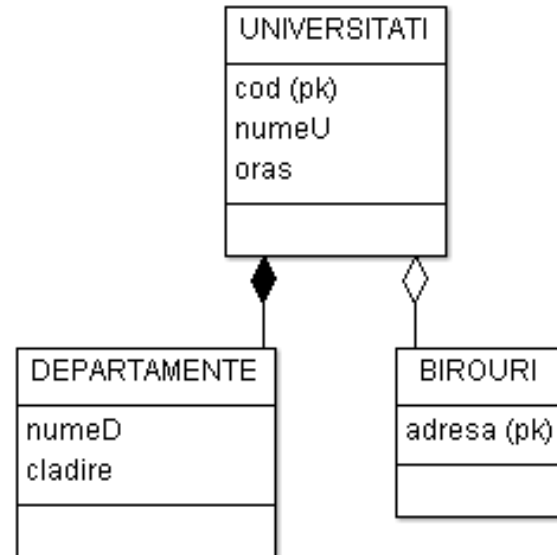 UNIVERSITATI
cod (pk)
numeU
oras
DEPARTAMENTE
numeD
cladire
BIROURI
adresa (pk)